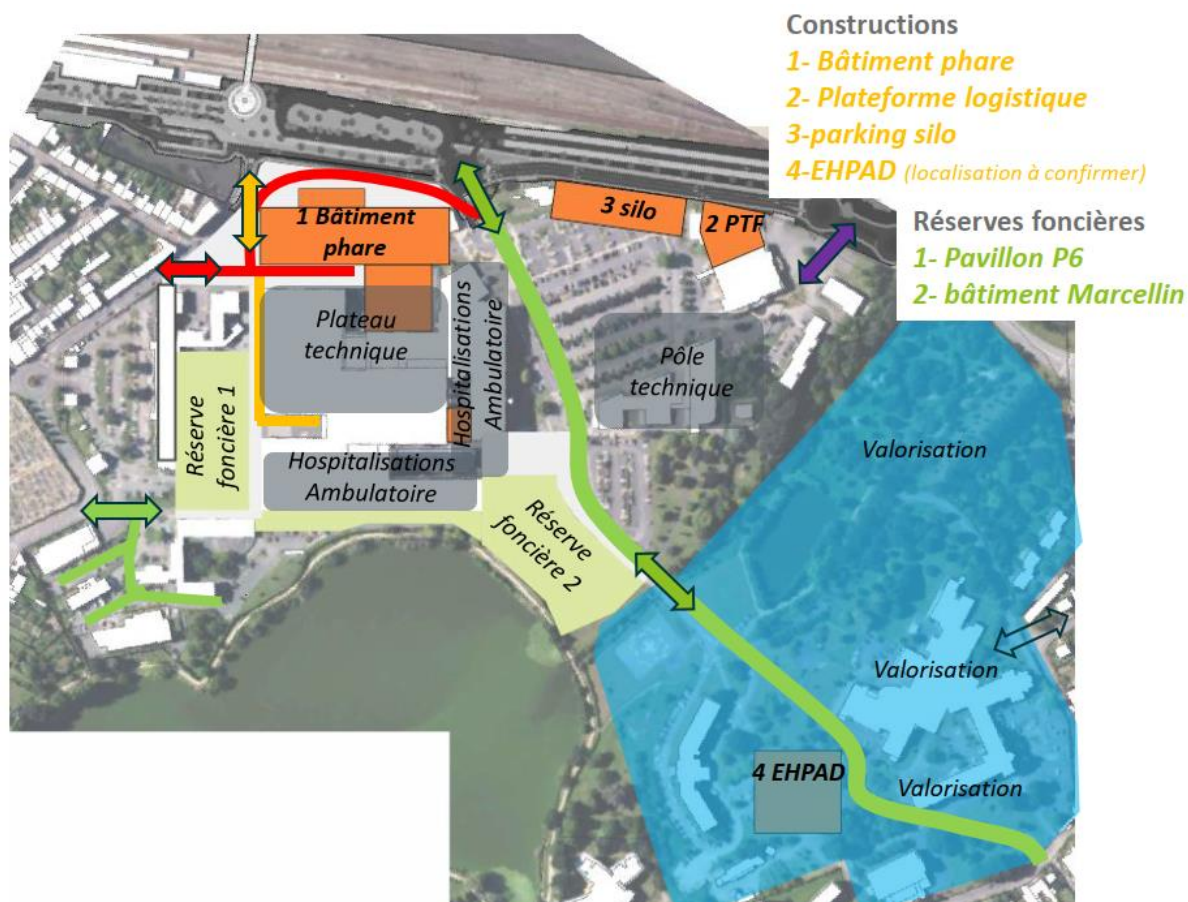 Constructions
1- Bâtiment phare
2- Plateforme logistique
3-parking silo
4-EHPAD (localisation à confirmer)
Réserves foncières
1- Pavillon P6
2- bâtiment Marcellin
1 Bâtiment
phare
3 silo
2 PTF
Plateau
technique
Hospitalisations
Ambulatoire
Pôle
technique
Réserve
foncière 1
Hospitalisations
Ambulatoire
Réserve
foncière 2
Valorisation
Valorisation
4 EHPAD
Valorisation